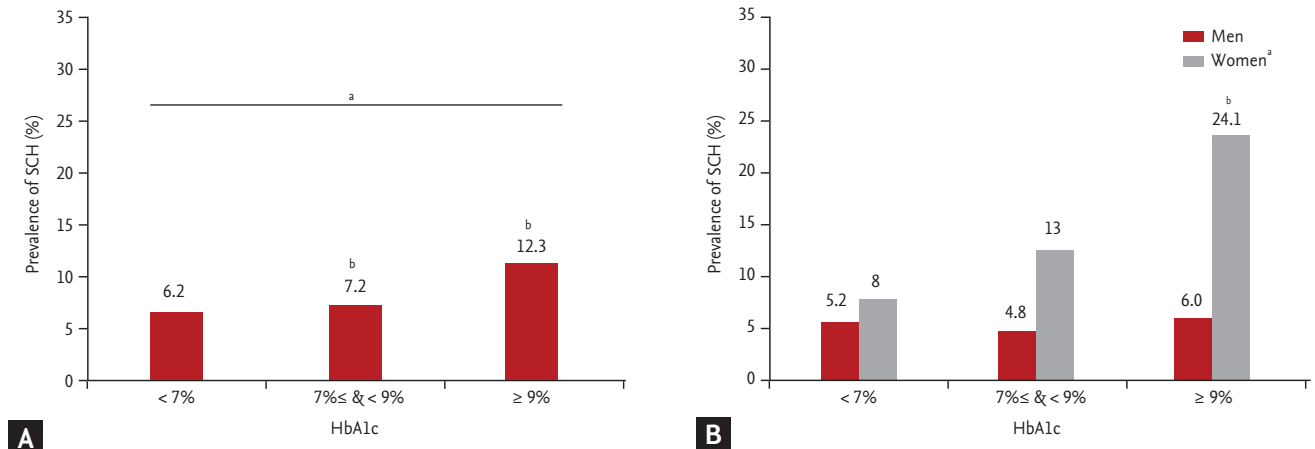 35
30
25
20
15
10
5
0
Prevalence of SCH (%)
a
6.2
b
7.2
b
12.3
< 7%
7%≤ & < 9%
≥ 9%
HbA1c
A
35
30
25
20
15
10
5
0
Prevalence of SCH (%)
Men
Womenᵃ
5.2
8
4.8
13
6.0
b
24.1
< 7%
7%≤ & < 9%
≥ 9%
HbA1c
B